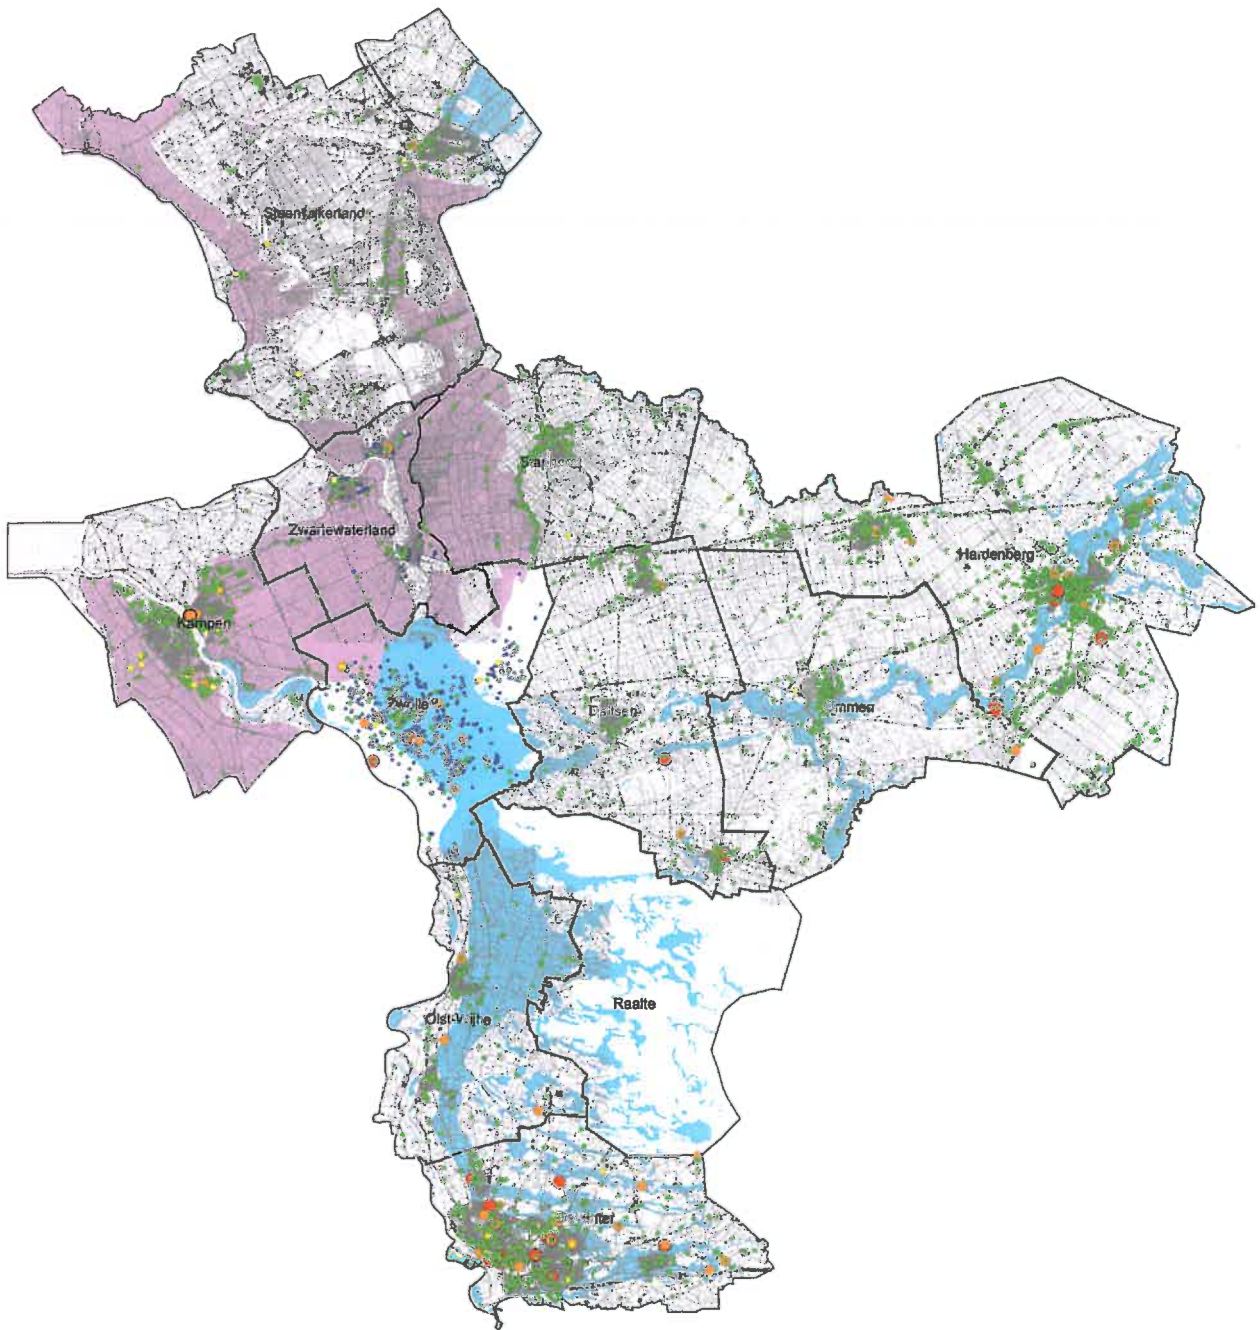 Steenwijkerland
Staphorst
Zwartewaterland
Hardenberg
Kampen
Zwolle
Dalfsen
Ommen
Raalte
Olst-Wijhe
Deventer